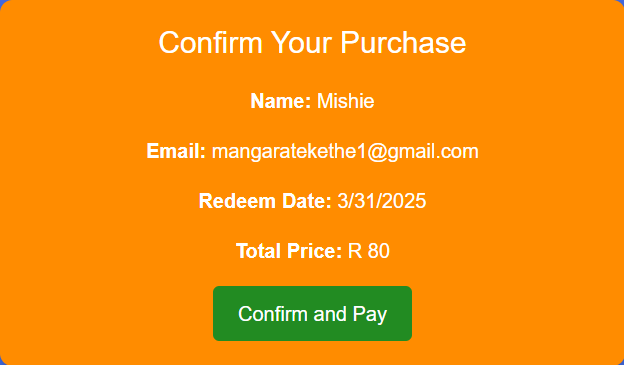 Confirm Your Purchase
Name: Mishie
Email: mangaratekethe1@gmail.com
Redeem Date: 3/31/2025
Total Price: R 80
Confirm and Pay